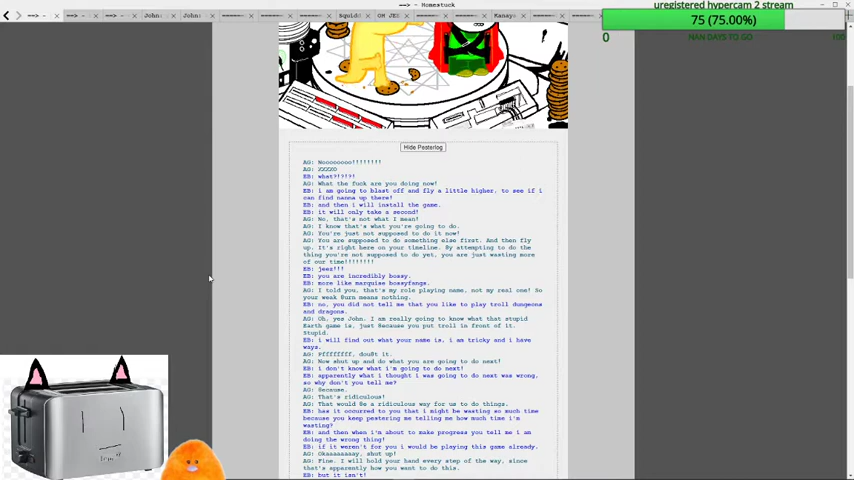 ==> - Homestuck
uregistered hypercam 2 stream
==> -
==> -
==> -
John:
John:
Squidd
OH JEE
Kanaya
75 (75.00%)
0
NAN DAYS TO GO
100
Hide Pesterlog
AG: Nooooooooo!!!!!!!!
EB: what?!?!?!
AG: What the fuck are you doing now!
EB: i am going to blast off and fly a little higher, to see if i
can find nanna up there!
EB: and then i will install the game.
EB: it will only take a second!
AG: No, that's not what I mean!
AG: I know that's what you're going to do.
AG: You're just not supposed to do it now!
AG: You are supposed to do something else first. And then fly
up. It's right here on your timeline. By attempting to do the
thing you're not supposed to do yet, you are just wasting more
of our time!!!!!!!!
EB: jeez!!!
EB: you are incredibly bossy.
EB: more like marquise bossyfangs.
AG: I told you, that's my role playing name, not my real one! So
your weak 8urn means nothing.
EB: no, you did not tell me that you like to play troll dungeons
and dragons.
AG: Oh, yes John. I am really going to know what that stupid
Earth game is, just 8ecause you put troll in front of it.
Stupid.
EB: i will find out what your name is, i am tricky and i have
ways.
AG: Pffffffff, dou8t it.
AG: Now shut up and do what you are going to do next!
EB: i don't know what i'm going to do next!
EB: apparently what i thought i was going to do next was wrong,
so why don't you tell me?
AG: 8ecause.
AG: That's ridiculous!
AG: That would 8e a ridiculous way for us to do things.
EB: has it occurred to you that i might be wasting so much time
because you keep pestering me telling me how much time i'm
wasting?
EB: and then when i'm about to make progress you tell me i am
doing the wrong thing!
EB: if it weren't for you i would be playing this game already.
AG: Okaaaaaaay, shut up!
AG: Fine. I will hold your hand every step of the way, since
that's apparently how you want to do this.
EB: but it isn't!